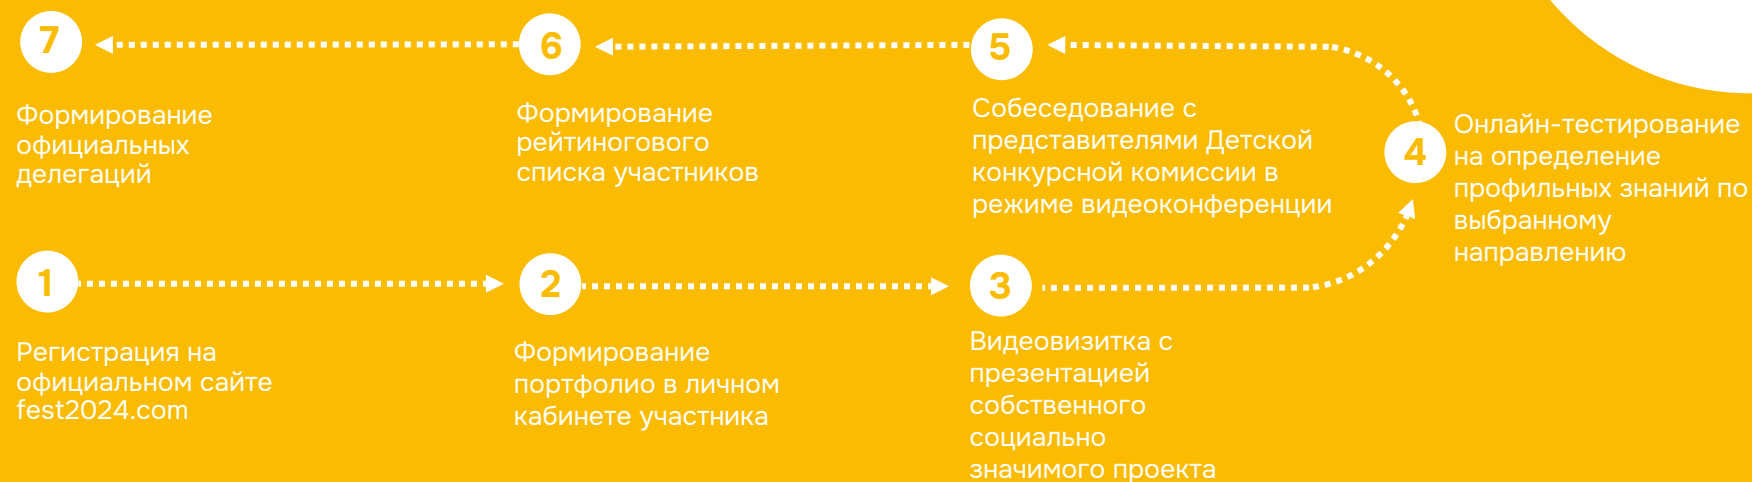 7
Формирование
официальных
делегаций
6
Формирование
рейтингового
списка участников
5
Собеседование с
представителями Детской
конкурсной комиссии в
режиме видеоконференции
4
Онлайн-тестирование
на определение
профильных знаний по
выбранному
направлению
1
Регистрация на
официальном сайте
fest2024.com
2
Формирование
портфолио в личном
кабинете участника
3
Видеовизитка с
презентацией
собственного
социально
значимого проекта